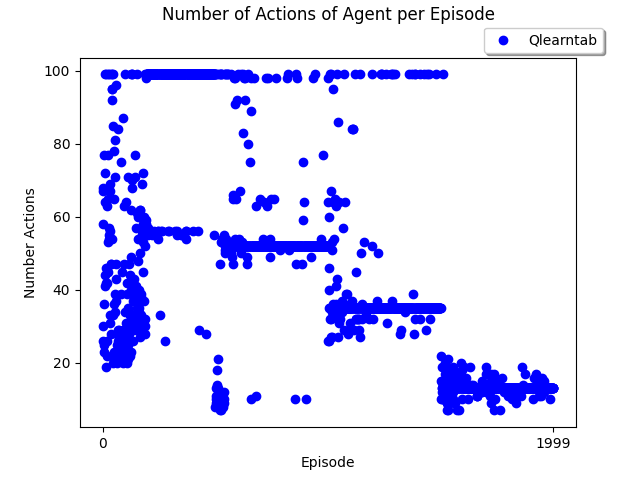 Number of Actions of Agent per Episode
Qlearntab
100
80
60
40
20
Number Actions
0
1999
Episode